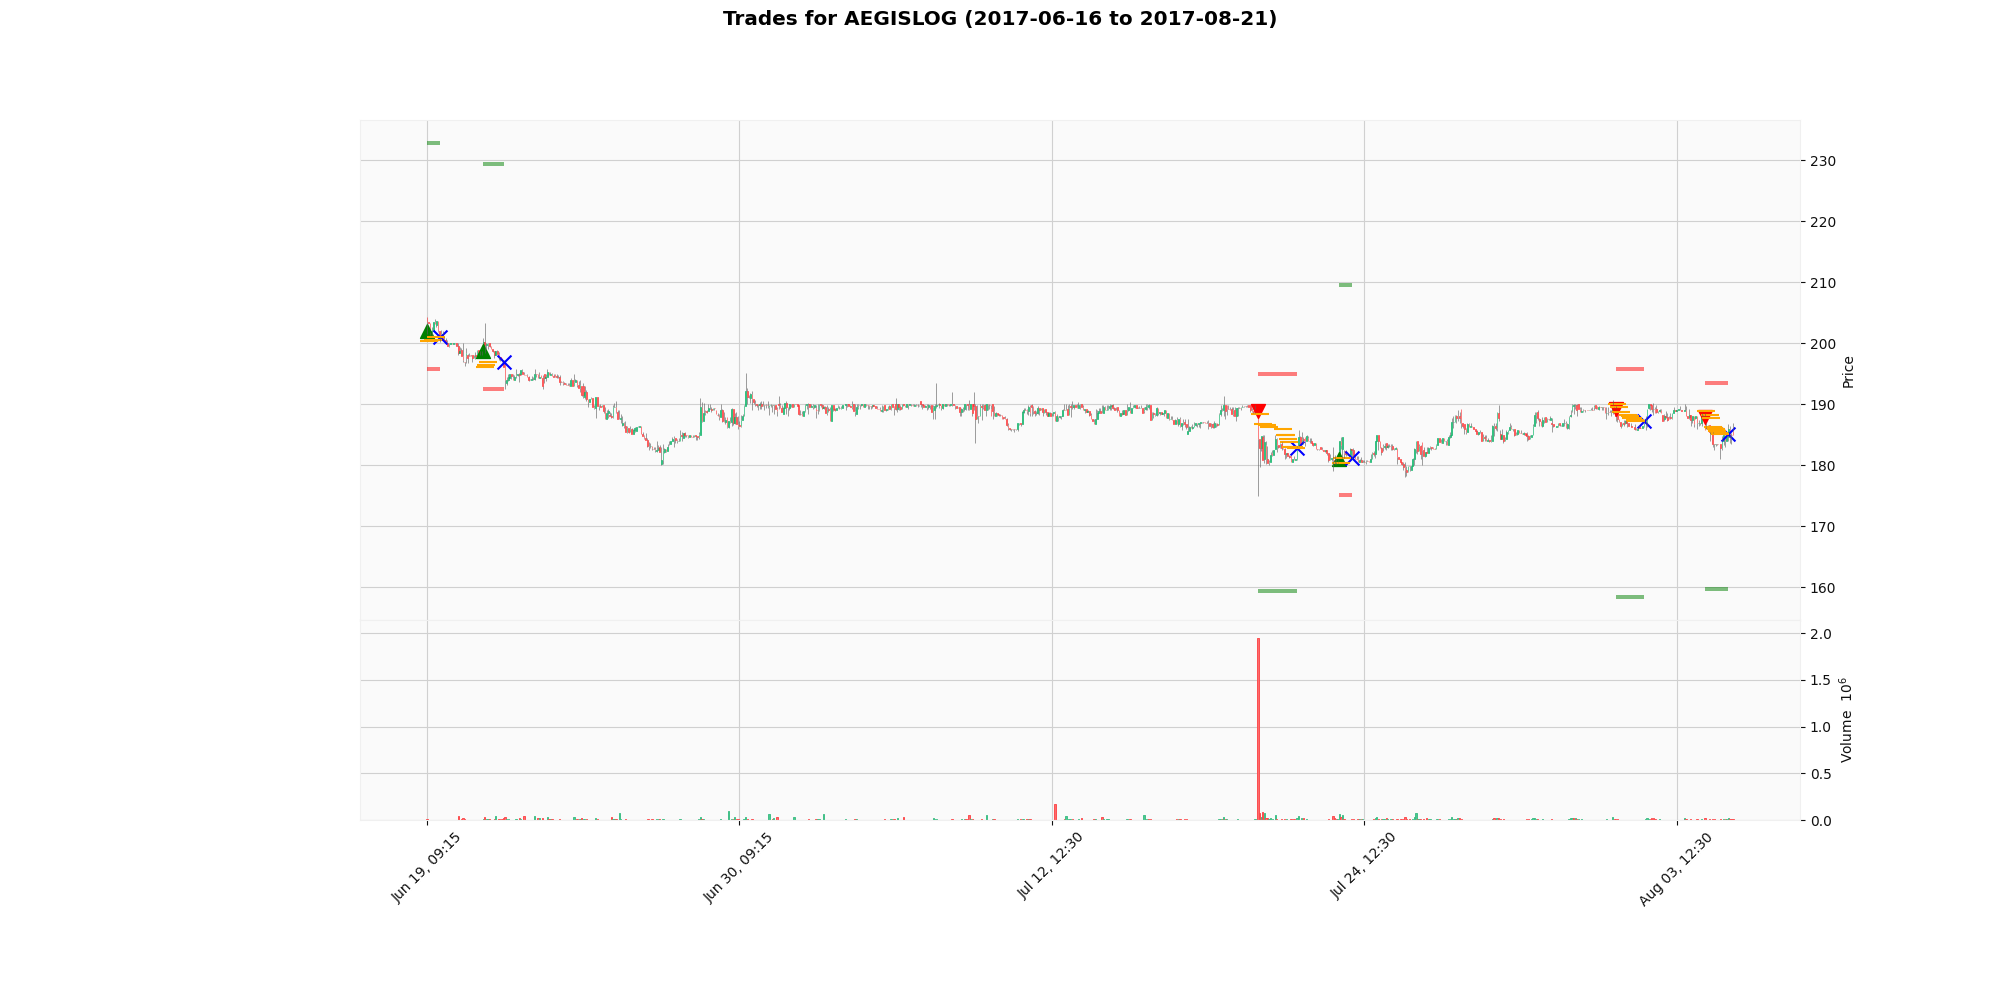 Trades for AEGISLOG (2017-06-16 to 2017-08-21)
230
220
210
200
190
180
170
160
Price
2.0
1.5
1.0
0.5
0.0
Volume 10^6
Jun 19, 09:15
Jun 30, 09:15
Jul 12, 12:30
Jul 24, 12:30
Aug 03, 12:30